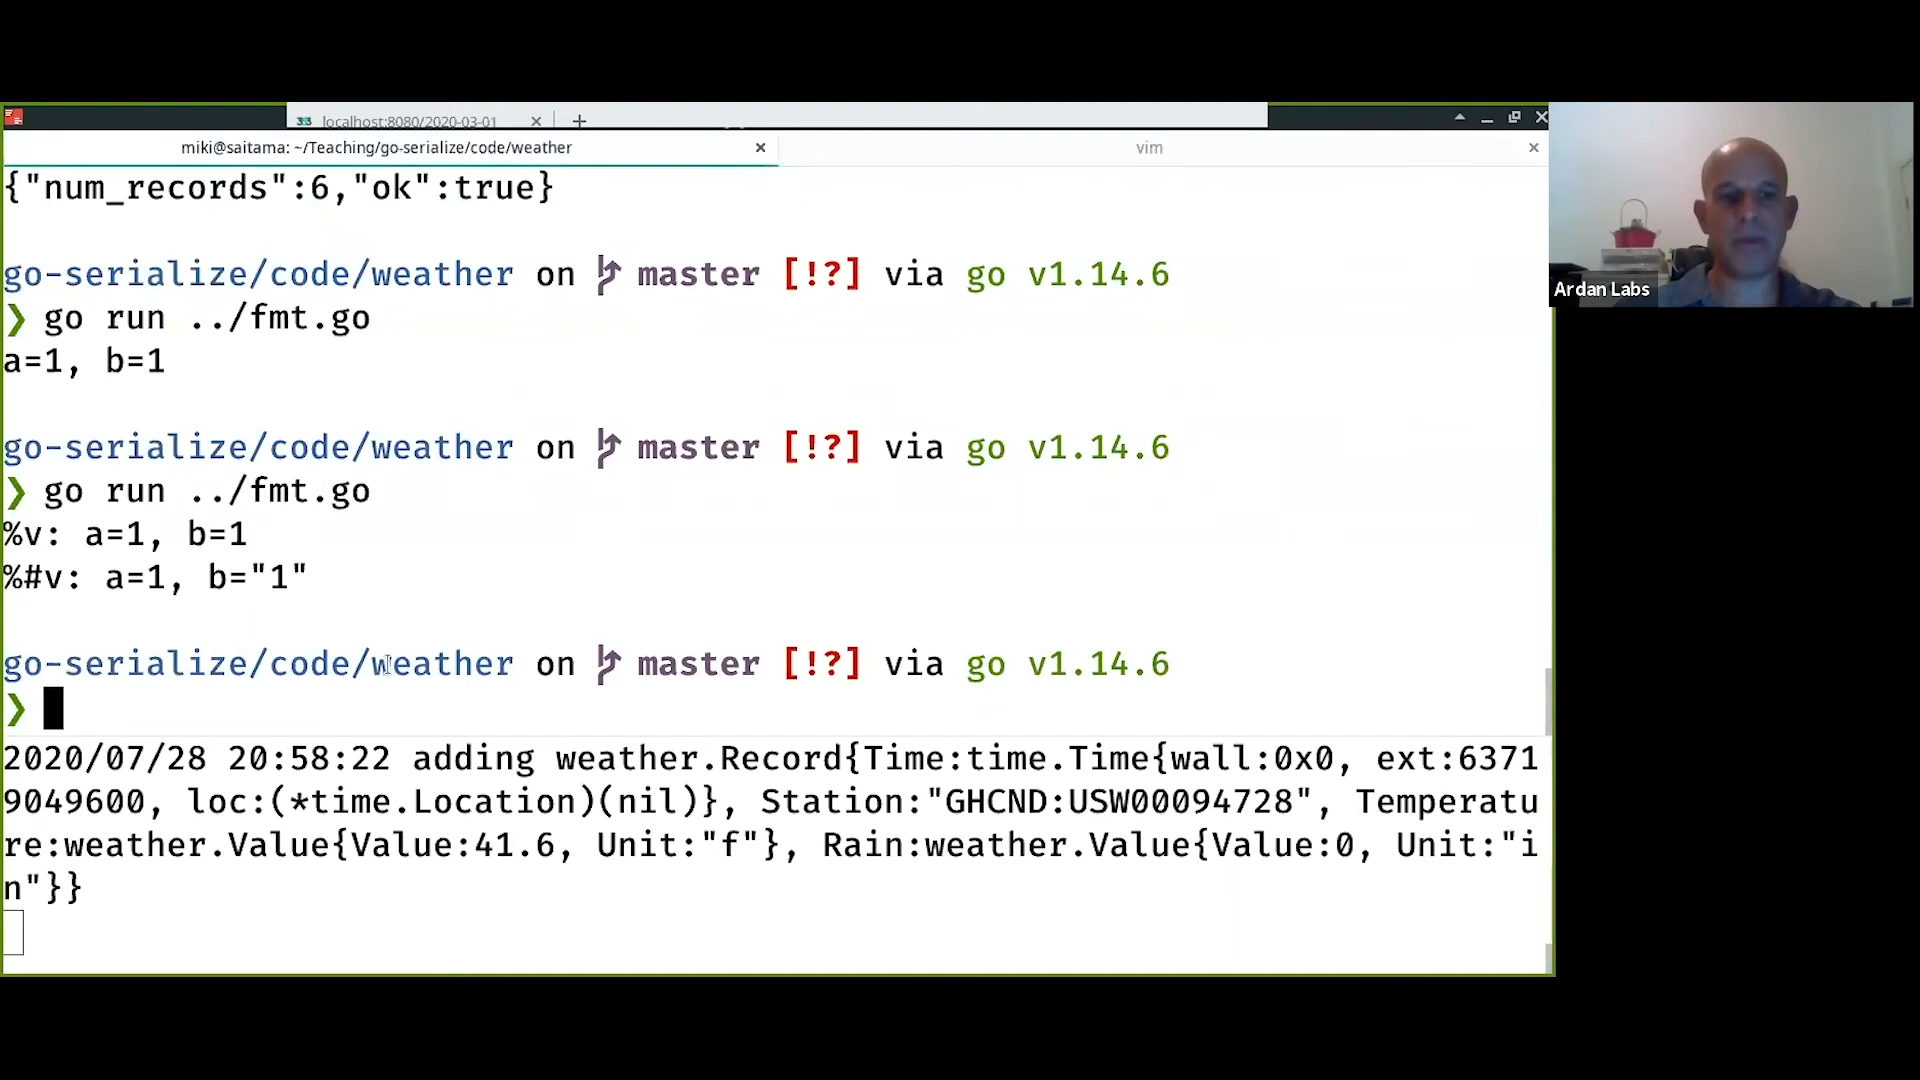 localhost:8080/2020-03-01
miki@saitama: ~/Teaching/go-serialize/code/weather
vim
{"num_records":6,"ok":true}
go-serialize/code/weather on master [!?] via go v1.14.6
❯ go run ../fmt.go
a=1, b=1
go-serialize/code/weather on master [!?] via go v1.14.6
❯ go run ../fmt.go
%v: a=1, b=1
%#v: a=1, b="1"
go-serialize/code/weather on master [!?] via go v1.14.6
❯
2020/07/28 20:58:22 adding weather.Record{Time:time.Time{wall:0x0, ext:6371
9049600, loc:(*time.Location)(nil)}, Station:"GHCND:USW00094728", Temperatu
re:weather.Value{Value:41.6, Unit:"f"}, Rain:weather.Value{Value:0, Unit:"i
n"}}
Ardan Labs